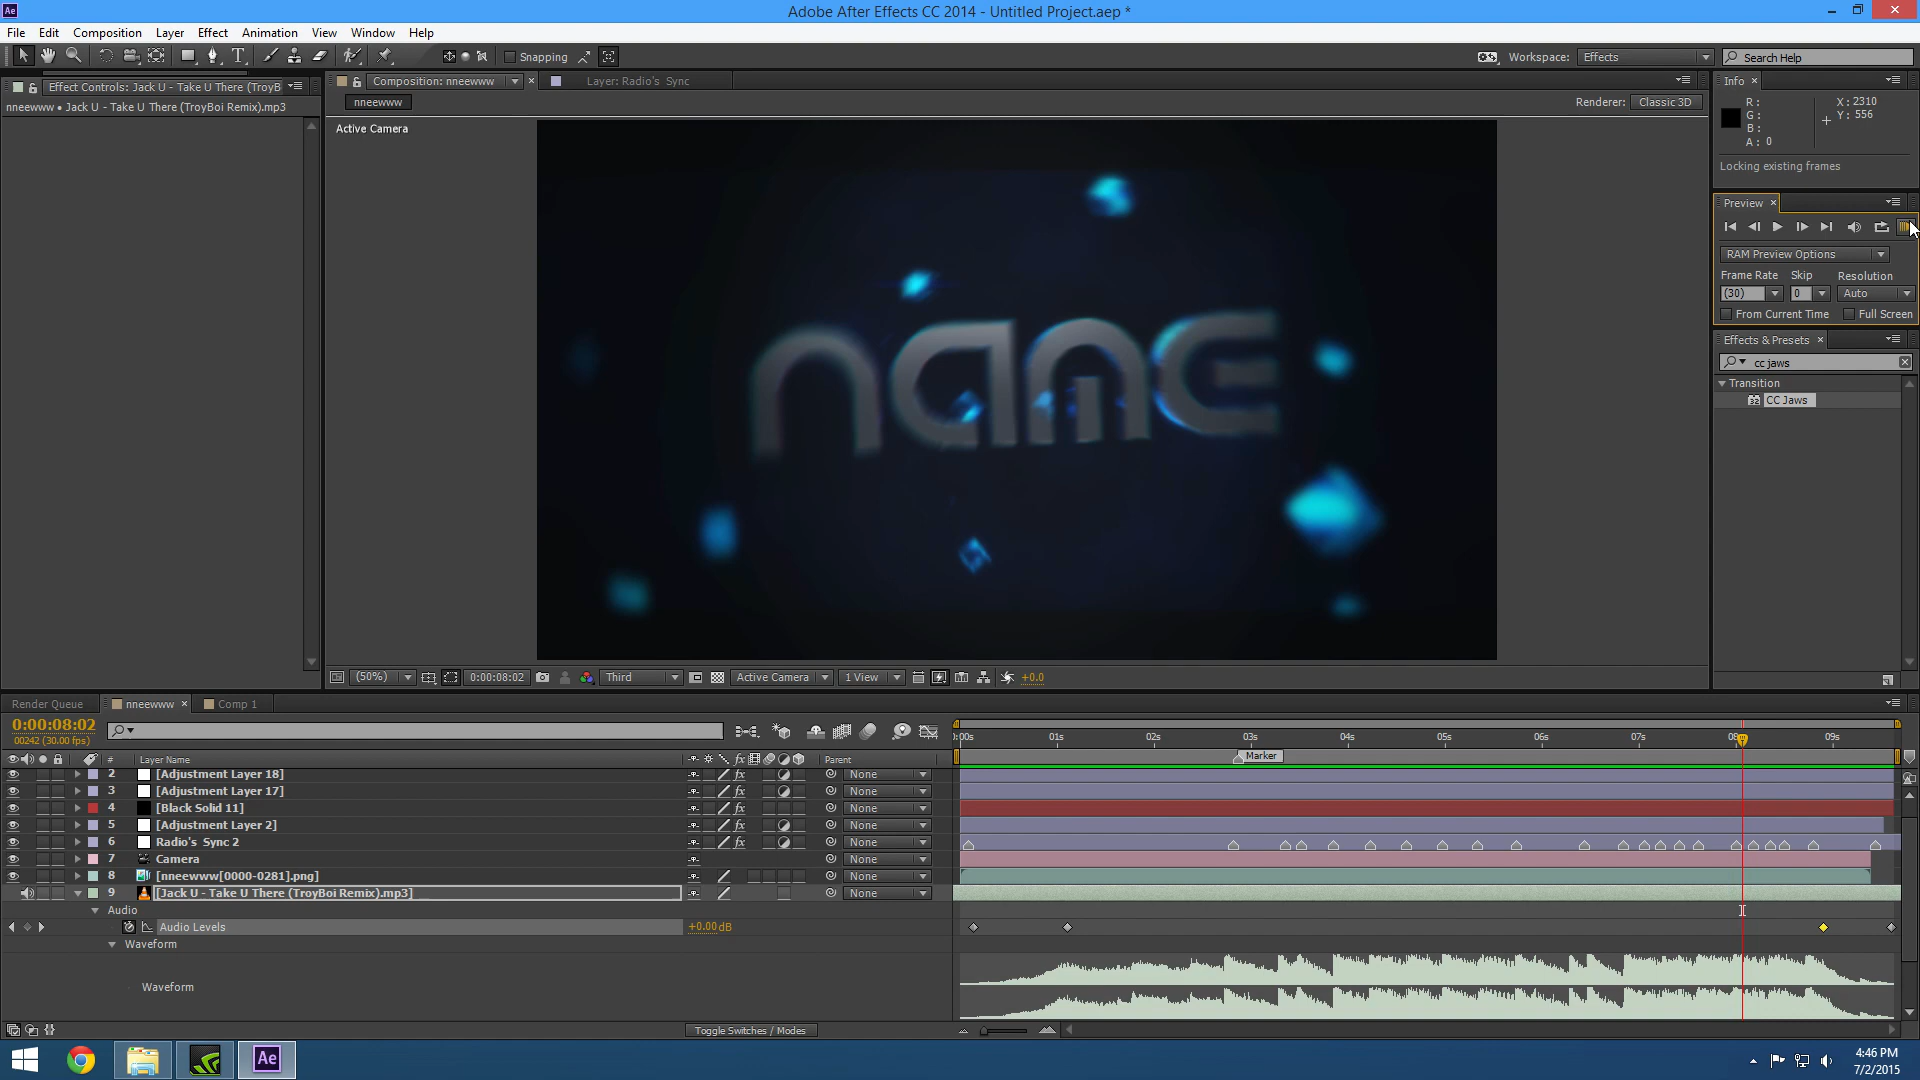 Adobe After Effects CC 2014 - Untitled Project.aep *
File Edit Composition Layer Effect Animation View Window Help
Snapping
Workspace: Effects
Search Help
Effect Controls: Jack U - Take U There (TroyB
nneewww • Jack U - Take U There (TroyBoi Remix).mp3
Composition: nneewww
Layer: Radio's Sync
nneewww
Renderer: Classic 3D
Active Camera
name
Info
R:
G:
B:
A: 0
X: 2310
Y: 556
Locking existing frames
Preview
RAM Preview Options
Frame Rate Skip Resolution
(30) 0 Auto
From Current Time Full Screen
Effects & Presets
cc jaws
Transition
32 CC Jaws
(50%) 0:00:08:02 Third Active Camera 1 View +0.0
Render Queue nneewww Comp 1
0:00:08:02
00242 (30.00 fps)
0:00s 01s 02s 03s 04s 05s 06s 07s 08 09s
Marker
# Layer Name Parent
2 [Adjustment Layer 18] fx None
3 [Adjustment Layer 17] fx None
4 [Black Solid 11] fx None
5 [Adjustment Layer 2] fx None
6 Radio's Sync 2 fx None
7 Camera None
8 [nneewww[0000-0281].png] None
9 [Jack U - Take U There (TroyBoi Remix).mp3] None
Audio
Audio Levels +0.00dB
Waveform
Waveform
Toggle Switches / Modes
Ae
4:46 PM
7/2/2015